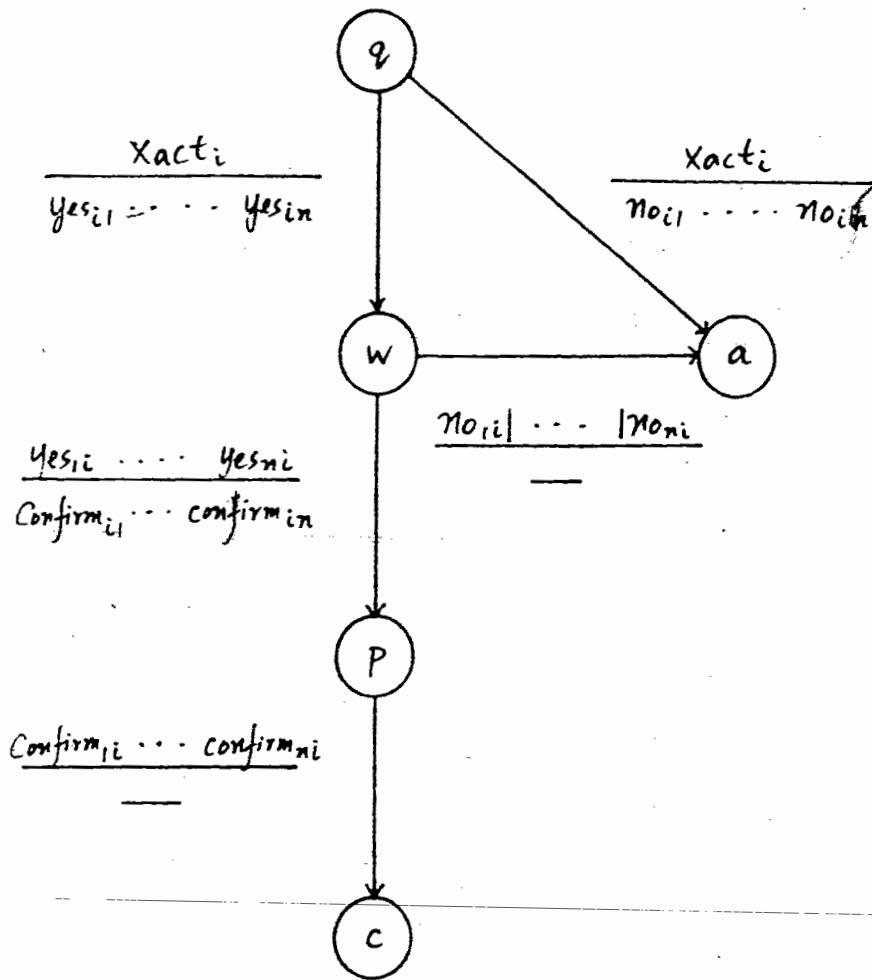 q
Xact_i
yes_i1 - · · · yes_in
Xact_i
no_i1 · · · · no_in
w
a
no_1i| · · · |no_ni
—
yes_1i · · · · yes_ni
Confirm_i1 · · · confirm_in
p
Confirm_1i · · · confirm_ni
—
c